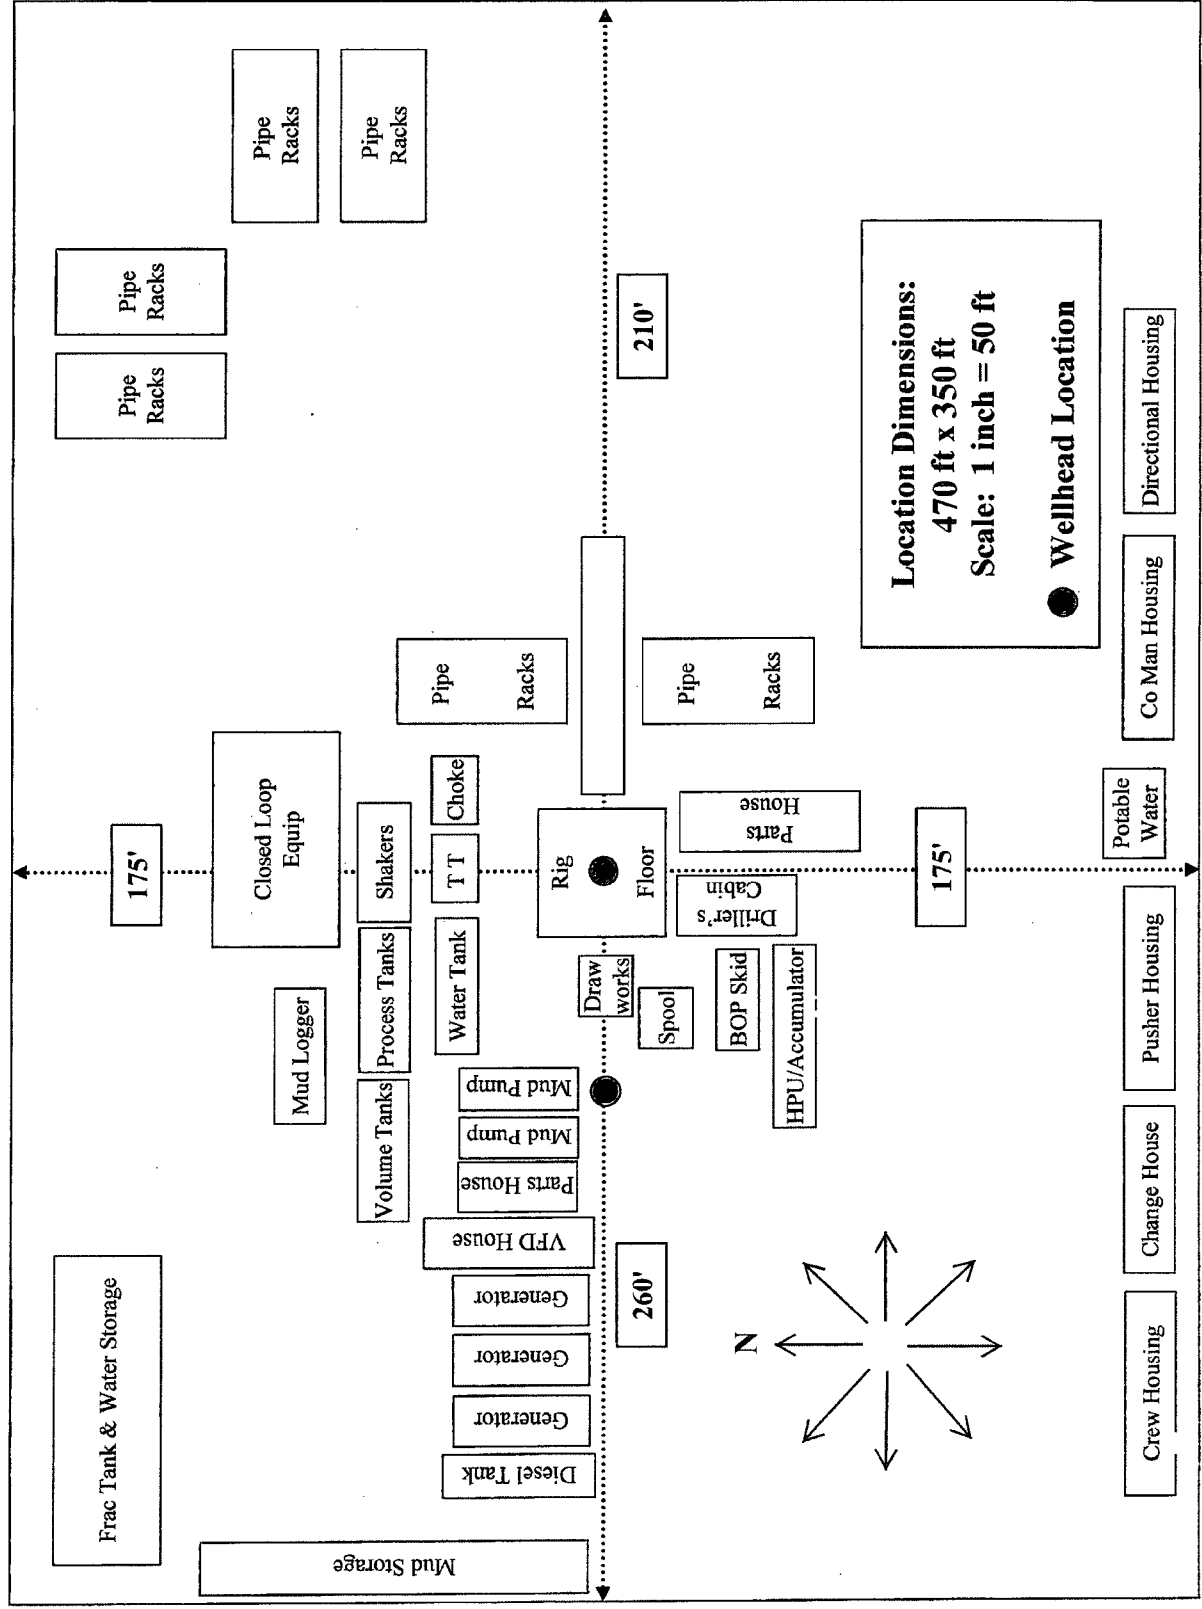 Frac Tank & Water Storage
175'
Pipe
Racks
Pipe
Racks
Closed Loop
Equip
Pipe
Racks
Pipe
Racks
Mud Logger
Volume Tanks
Process Tanks
Shakers
Water Tank
T T
Choke
Pipe
Racks
Mud Storage
Diesel Tank
Generator
Generator
Generator
VFD House
Parts House
Mud Pump
Mud Pump
Draw
works
Rig
Floor
260'
210'
Spool
Pipe
Racks
BOP Skid
Driller's
Cabin
Parts
House
HPU/Accumulator
N
175'
Location Dimensions:
470 ft x 350 ft
Scale: 1 inch = 50 ft
Wellhead Location
Crew Housing
Change House
Pusher Housing
Potable
Water
Co Man Housing
Directional Housing